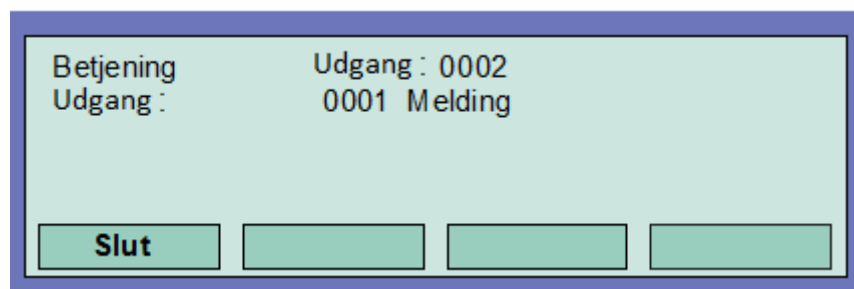 Betjening Udgang : 0002
Udgang : 0001 Melding
Slut